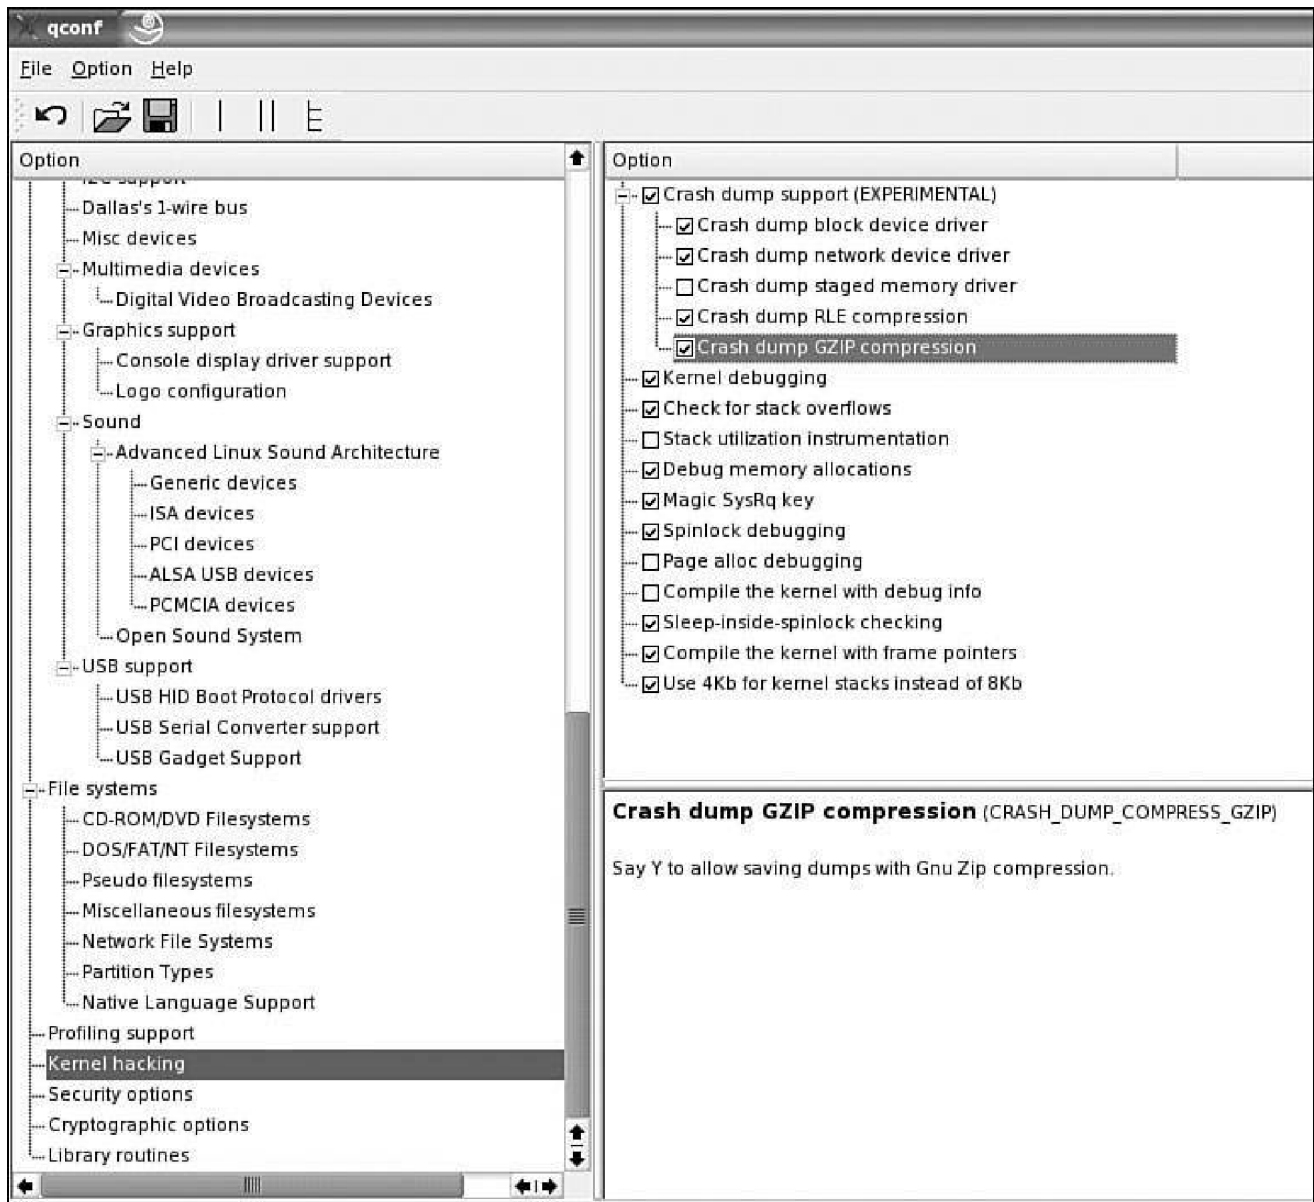 qconf
File Option Help
Option
I2C support
Dallas's 1-wire bus
Misc devices
Multimedia devices
Digital Video Broadcasting Devices
Graphics support
Console display driver support
Logo configuration
Sound
Advanced Linux Sound Architecture
Generic devices
ISA devices
PCI devices
ALSA USB devices
PCMCIA devices
Open Sound System
USB support
USB HID Boot Protocol drivers
USB Serial Converter support
USB Gadget Support
File systems
CD-ROM/DVD Filesystems
DOS/FAT/NT Filesystems
Pseudo filesystems
Miscellaneous filesystems
Network File Systems
Partition Types
Native Language Support
Profiling support
Kernel hacking
Security options
Cryptographic options
Library routines
Option
Crash dump support (EXPERIMENTAL)
Crash dump block device driver
Crash dump network device driver
Crash dump staged memory driver
Crash dump RLE compression
Crash dump GZIP compression
Kernel debugging
Check for stack overflows
Stack utilization instrumentation
Debug memory allocations
Magic SysRq key
Spinlock debugging
Page alloc debugging
Compile the kernel with debug info
Sleep-inside-spinlock checking
Compile the kernel with frame pointers
Use 4Kb for kernel stacks instead of 8Kb
Crash dump GZIP compression (CRASH_DUMP_COMPRESS_GZIP)
Say Y to allow saving dumps with Gnu Zip compression.